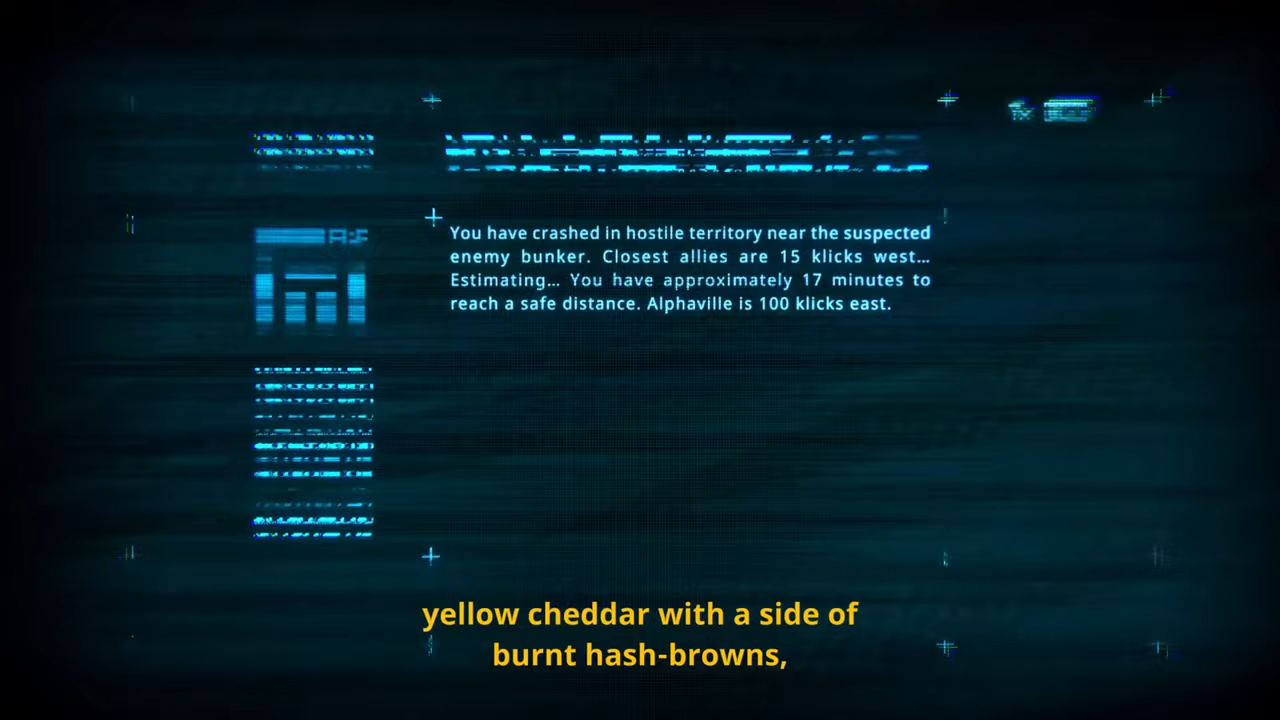 You have crashed in hostile territory near the suspected
enemy bunker. Closest allies are 15 klicks west...
Estimating... You have approximately 17 minutes to
reach a safe distance. Alphaville is 100 klicks east.
yellow cheddar with a side of
burnt hash-browns,